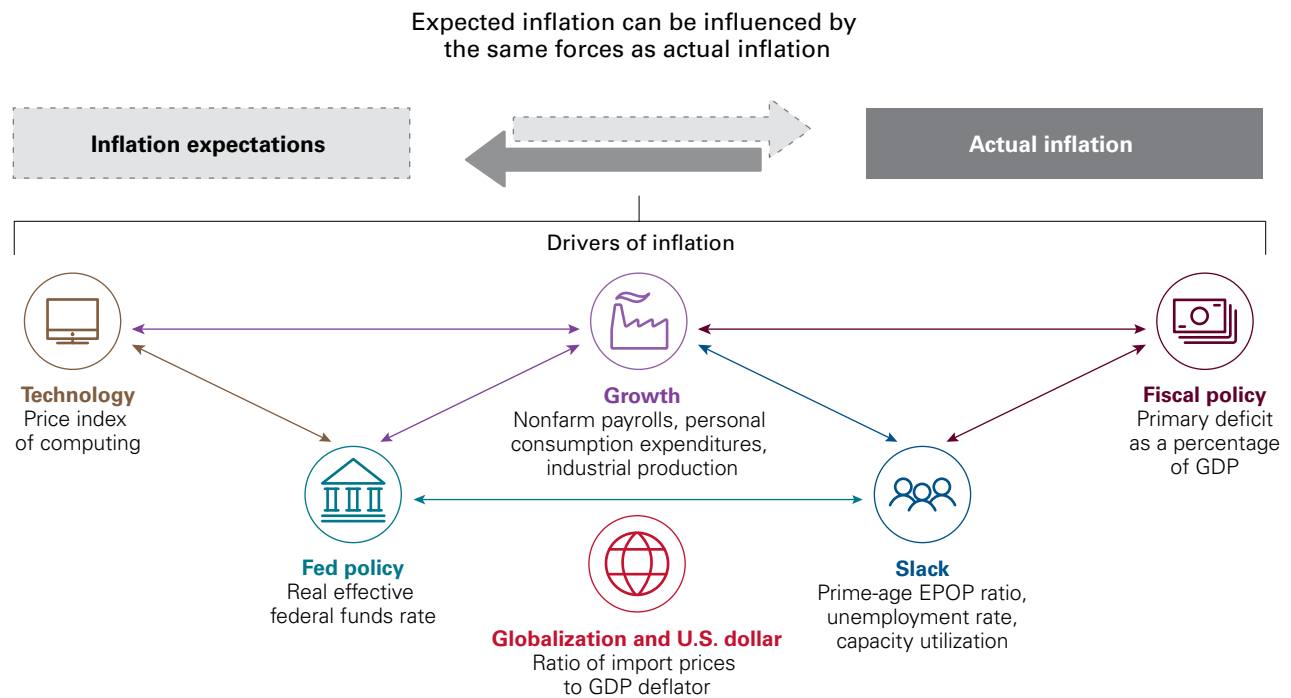 Expected inflation can be influenced by
the same forces as actual inflation
Inflation expectations
Actual inflation
Drivers of inflation
Technology
Price index
of computing
Growth
Nonfarm payrolls, personal
consumption expenditures,
industrial production
Fiscal policy
Primary deficit
as a percentage
of GDP
Fed policy
Real effective
federal funds rate
Globalization and U.S. dollar
Ratio of import prices
to GDP deflator
Slack
Prime-age EPOP ratio,
unemployment rate,
capacity utilization